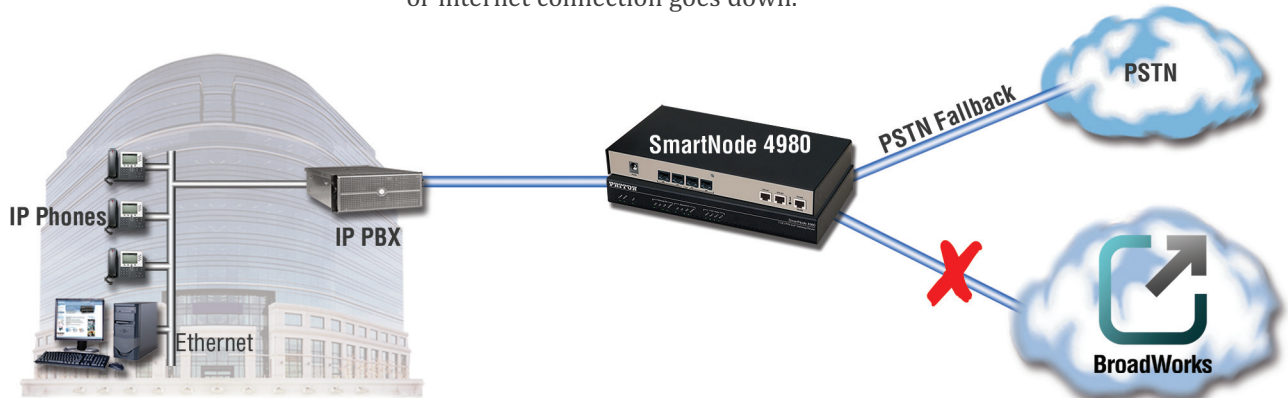 or internet connection goes down.
PSTN
PSTN Fallback
SmartNode 4980
PATTON
IP Phones
IP PBX
Ethernet
BroadWorks